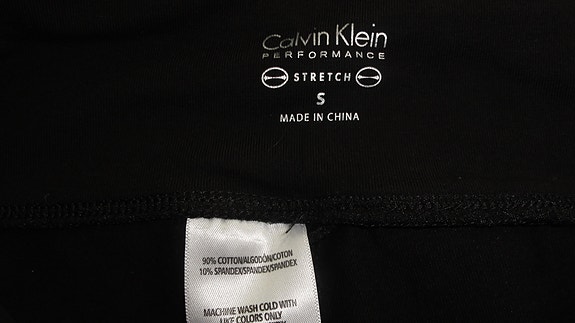 Calvin Klein
PERFORMANCE
STRETCH
S
MADE IN CHINA
90% COTTON/ALGODÓN/COTON
10% SPANDEX/SPANDEX/SPANDEX
MACHINE WASH COLD WITH
LIKE COLORS ONLY